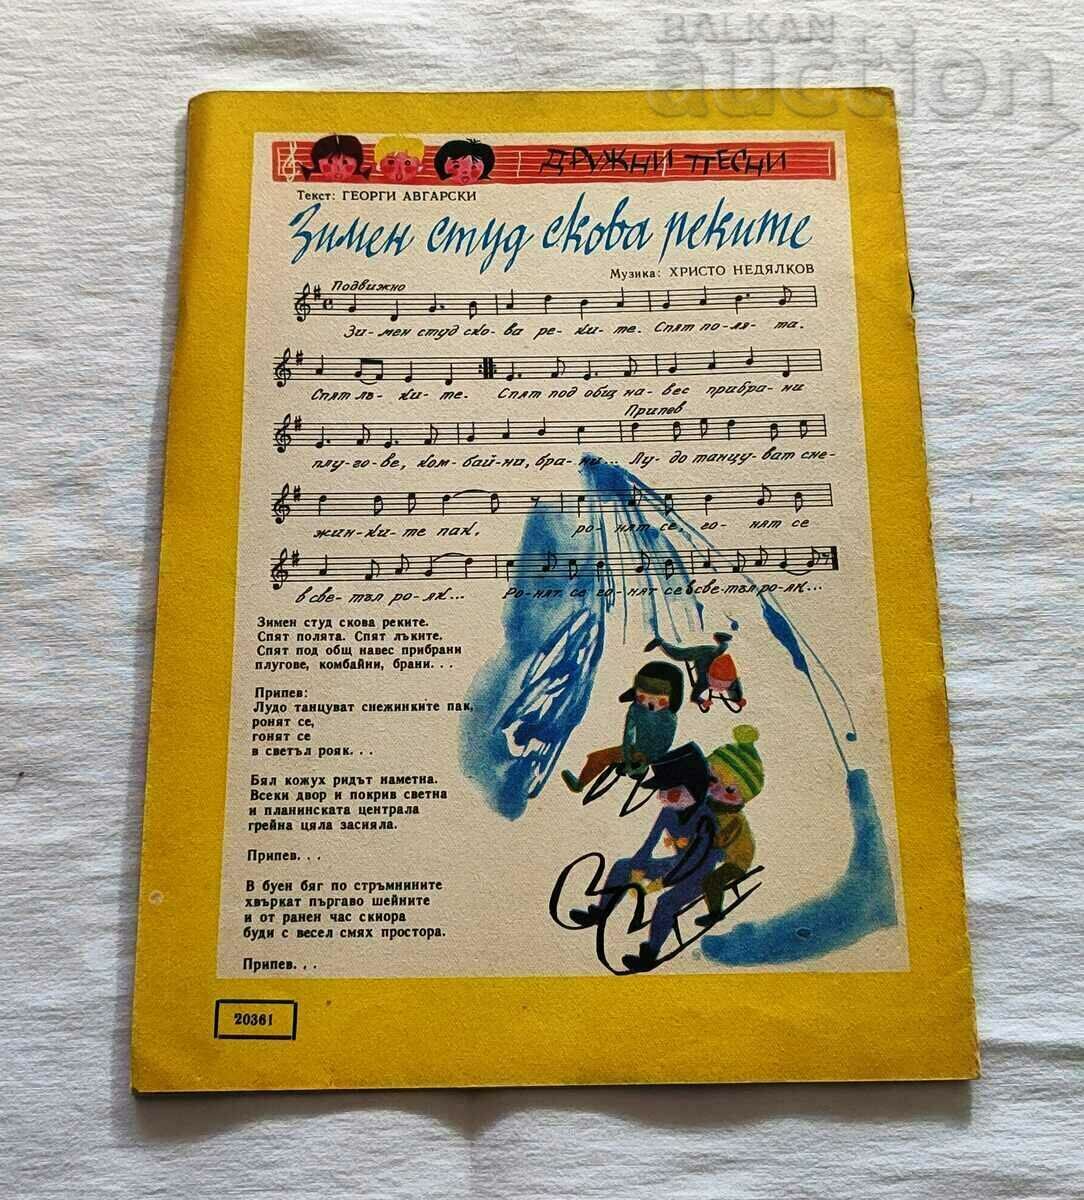 BALKAN
auction
ДРУЖНИ ПЕСНИ
Текст: ГЕОРГИ АВГАРСКИ
Зимен студ скова реките
Музика: ХРИСТО НЕДЯЛКОВ
Подвижно
Зи- мен студ ско- ва ре- ки- те. Спят по-ля- та.
Спят лъ- ки- те. Спят под общ на- вес прибра- ни
Припев
плу-го- ве, ком- бай-ни, бра- ни... Лу- до танцу- ват сне-
жин-ки- те пак, ро- нят се, го- нят се
в све- тъл ро- як... Ро-нят се го- нят се в све-тъл ро- як...
Зимен студ скова реките.
Спят полята. Спят лъките.
Спят под общ навес прибрани
плугове, комбайни, брани. . .
Припев:
Лудо танцуват снежинките пак,
ронят се,
гонят се
в светъл рояк. . .
Бял кожух ридът наметна.
Всеки двор и покрив светна
и планинската централа
грейна цяла засияла.
Припев. . .
В буен бяг по стръмнините
хвъркат пъргаво шейните
и от ранен час скиора
буди с весел смях простора.
Припев. . .
20361